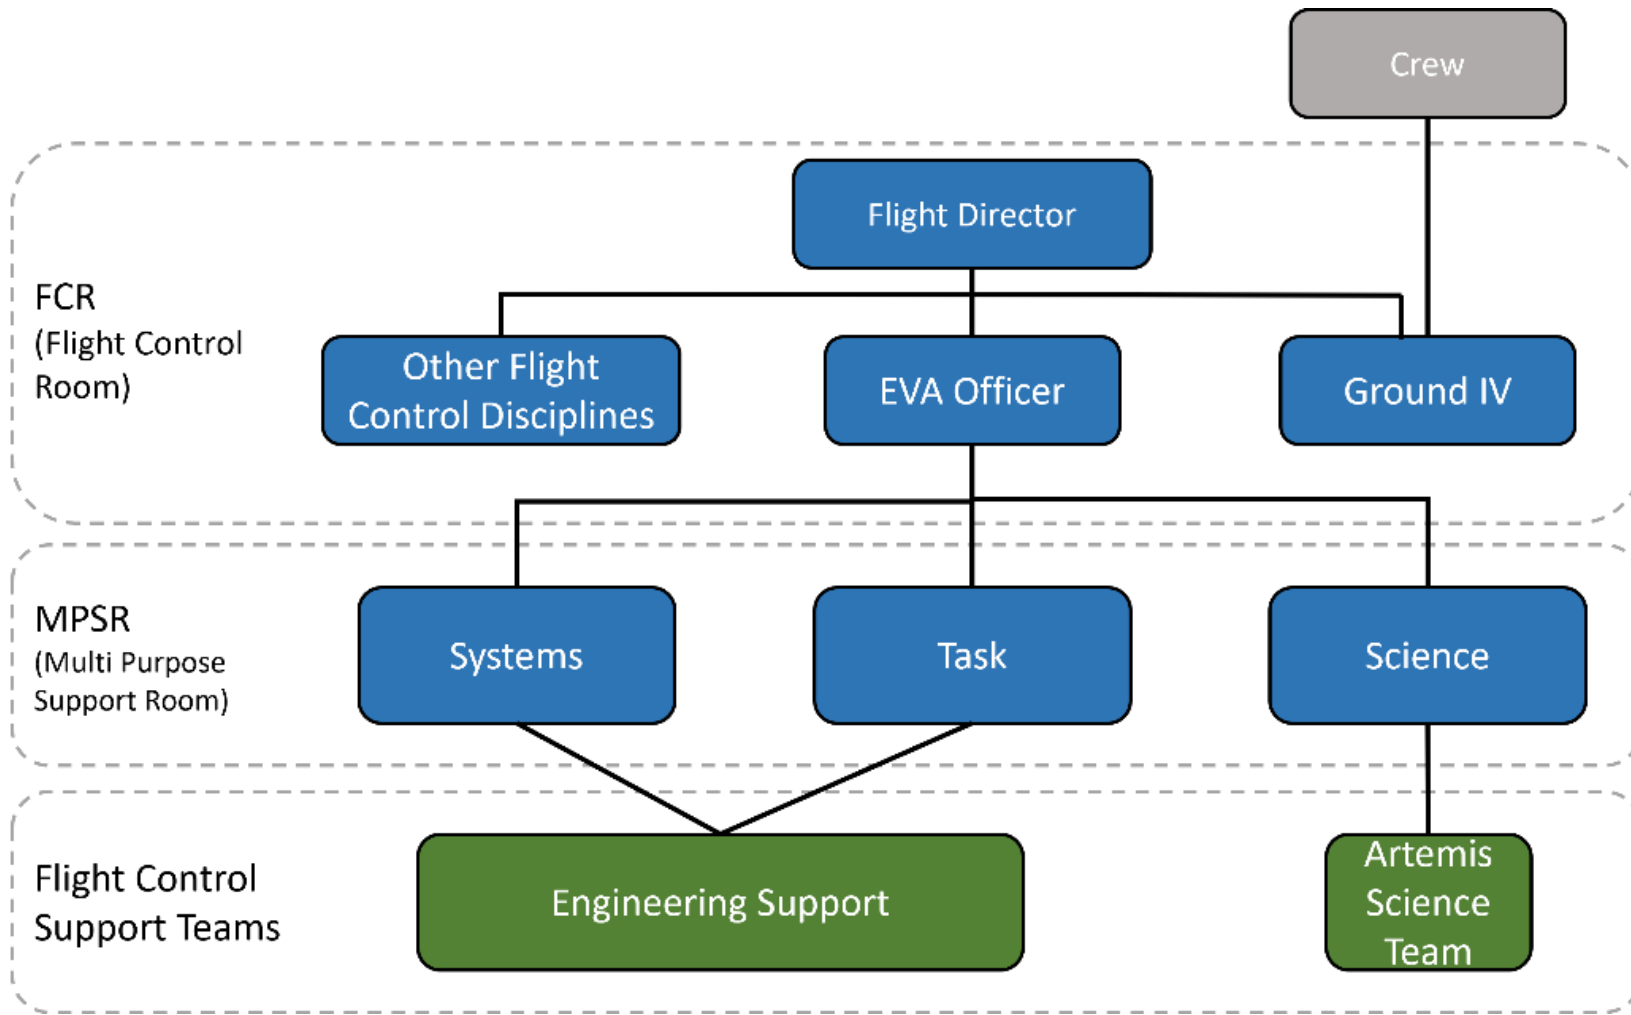 Crew
Flight Director
FCR
(Flight Control
Room)
Other Flight
Control Disciplines
EVA Officer
Ground IV
MPSR
(Multi Purpose
Support Room)
Systems
Task
Science
Flight Control
Support Teams
Engineering Support
Artemis
Science
Team